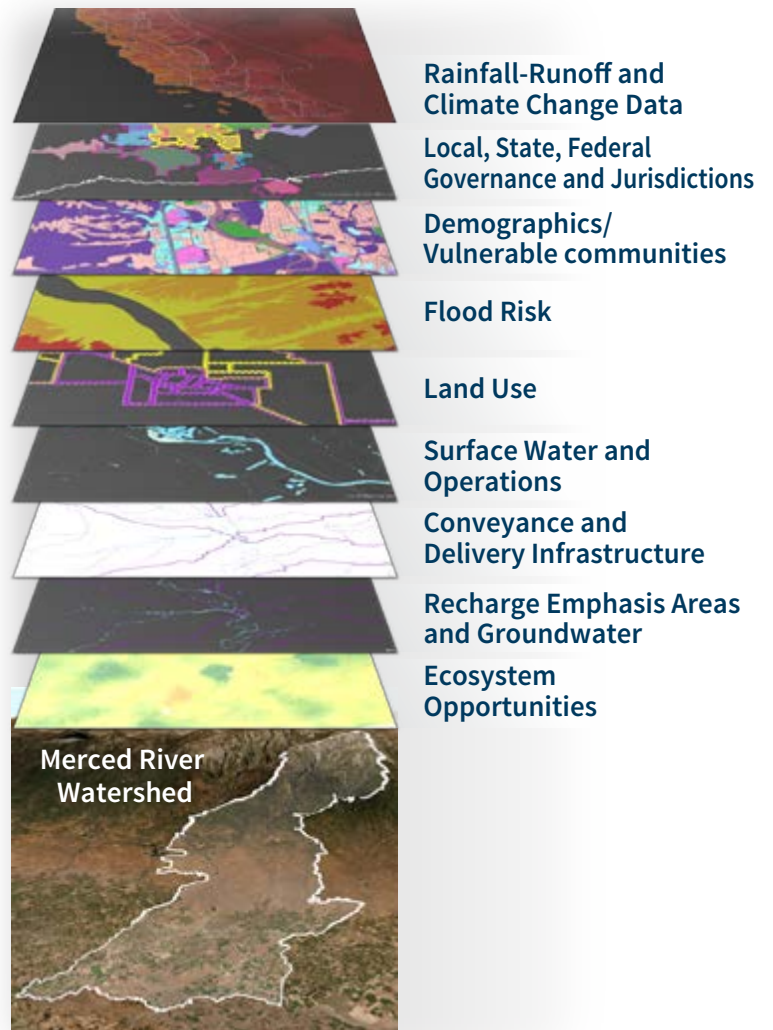 Rainfall-Runoff and
Climate Change Data
Local, State, Federal
Governance and Jurisdictions
Demographics/
Vulnerable communities
Flood Risk
Land Use
Surface Water and
Operations
Conveyance and
Delivery Infrastructure
Recharge Emphasis Areas
and Groundwater
Ecosystem
Opportunities
Merced River
Watershed